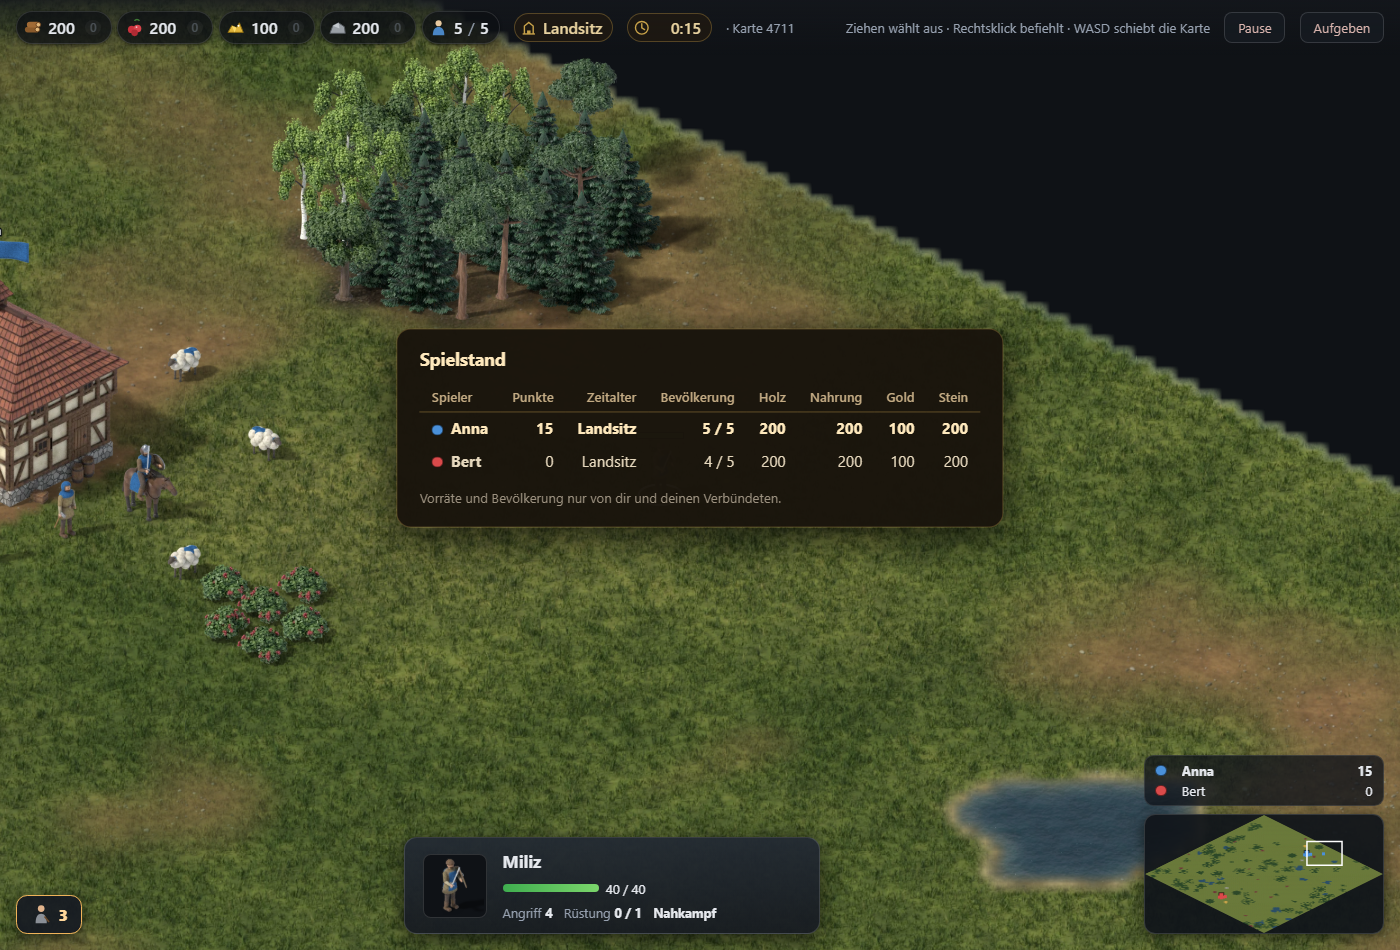 200 0 200 0 100 0 200 0 5 / 5 Landsitz 0:15 · Karte 4711 Ziehen wählt aus · Rechtsklick befiehlt · WASD schiebt die Karte Pause Aufgeben
Spielstand
Spieler Punkte Zeitalter Bevölkerung Holz Nahrung Gold Stein
Anna 15 Landsitz 5 / 5 200 200 100 200
Bert 0 Landsitz 4 / 5 200 200 100 200
Vorräte und Bevölkerung nur von dir und deinen Verbündeten.
Anna 15
Bert 0
Miliz
40 / 40
Angriff 4 Rüstung 0 / 1 Nahkampf
3